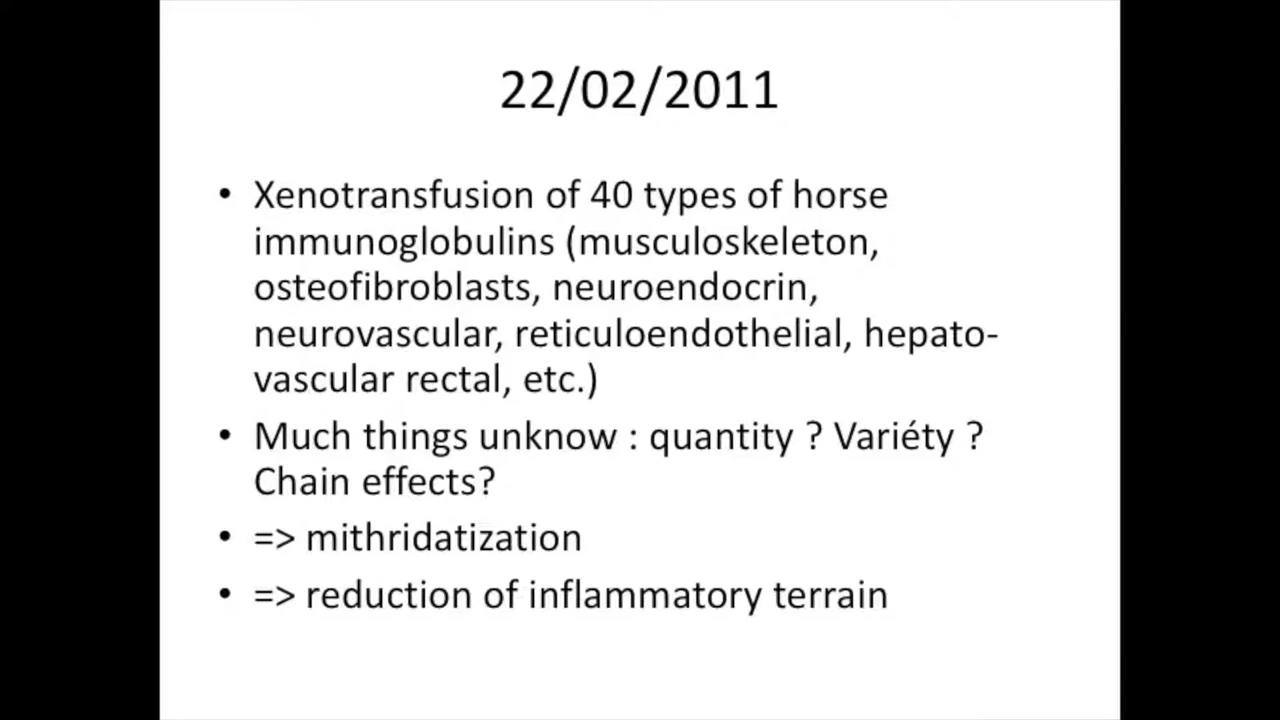 22/02/2011
• Xenotransfusion of 40 types of horse
immunoglobulins (musculoskeleton,
osteofibroblasts, neuroendocrin,
neurovascular, reticuloendothelial, hepato-
vascular rectal, etc.)
• Much things unknow : quantity ? Variéty ?
Chain effects?
• => mithridatization
• => reduction of inflammatory terrain